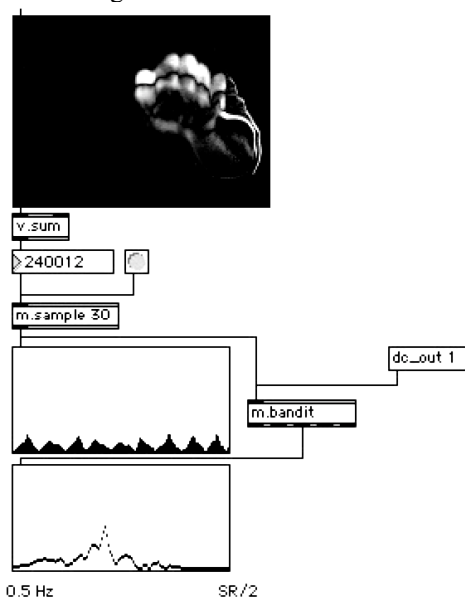 v.sum
240012
m.sample 30
dc_out 1
m.bandit
0.5 Hz SR/2